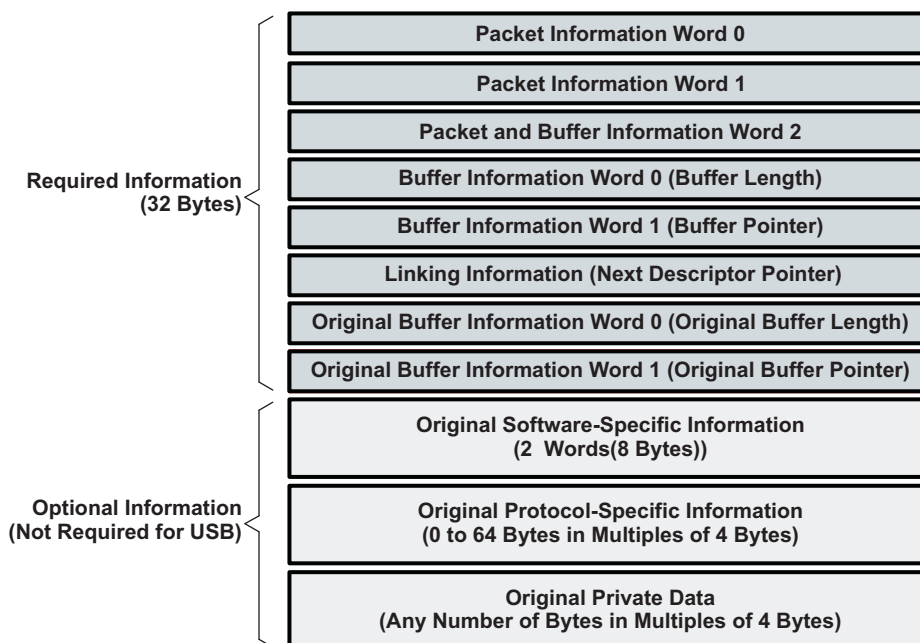 Packet Information Word 0
Packet Information Word 1
Packet and Buffer Information Word 2
Required Information
(32 Bytes)
Buffer Information Word 0 (Buffer Length)
Buffer Information Word 1 (Buffer Pointer)
Linking Information (Next Descriptor Pointer)
Original Buffer Information Word 0 (Original Buffer Length)
Original Buffer Information Word 1 (Original Buffer Pointer)
Original Software-Specific Information
(2 Words(8 Bytes))
Optional Information
(Not Required for USB)
Original Protocol-Specific Information
(0 to 64 Bytes in Multiples of 4 Bytes)
Original Private Data
(Any Number of Bytes in Multiples of 4 Bytes)